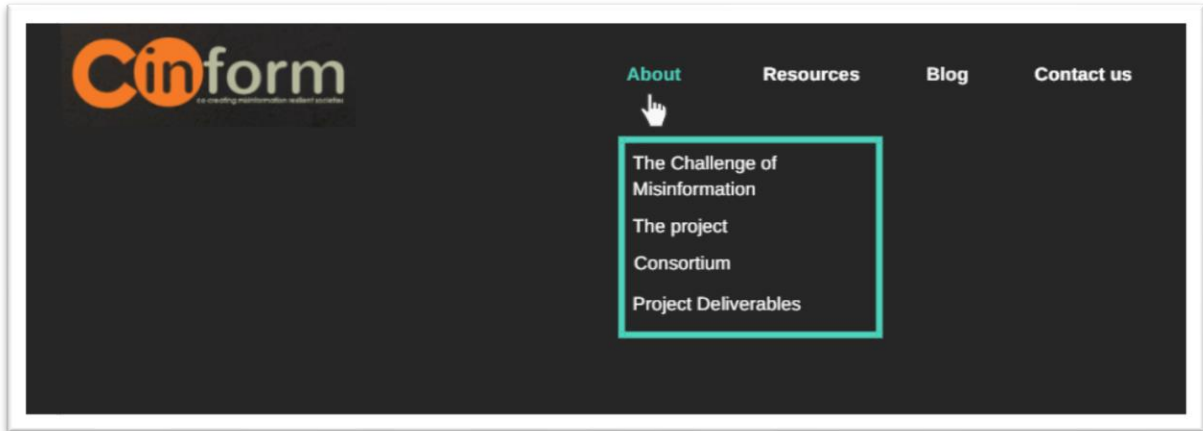 Cinform
co-creating misinformation resilient societies
About Resources Blog Contact us
The Challenge of
Misinformation
The project
Consortium
Project Deliverables